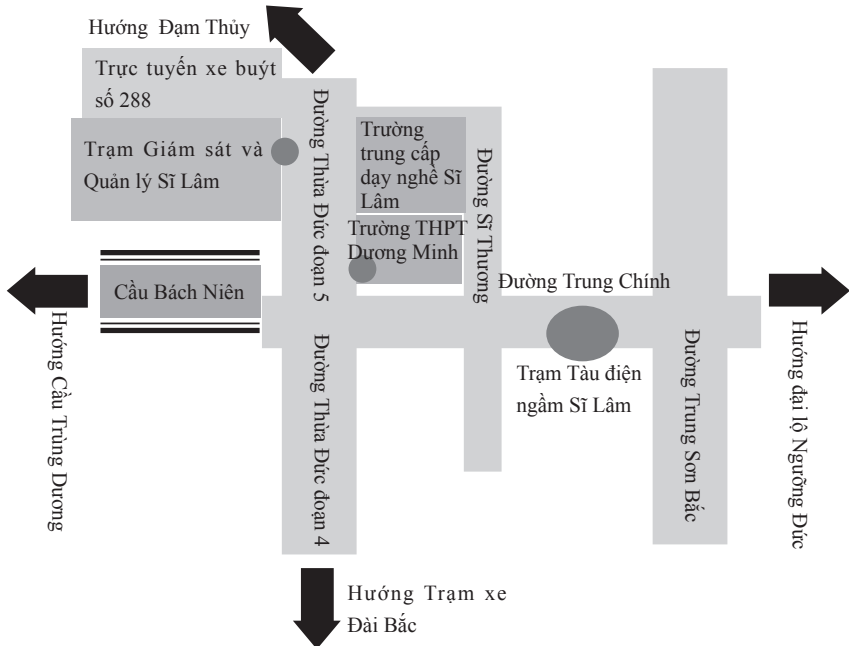 Hướng Đạm Thủy
Trực tuyến xe buýt
số 288
Trạm Giám sát và
Quản lý Sĩ Lâm
Đường Thừa Đức đoạn 5
Trường
trung cấp
dạy nghề Sĩ
Lâm
Trường THPT
Dương Minh
Đường Sĩ Thương
Cầu Bách Niên
Hướng Cầu Trùng Dương
Đường Trung Chính
Trạm Tàu điện
ngầm Sĩ Lâm
Đường Thừa Đức đoạn 4
Đường Trung Sơn Bắc
Hướng đại lộ Ngưỡng Đức
Hướng Trạm xe
Đài Bắc